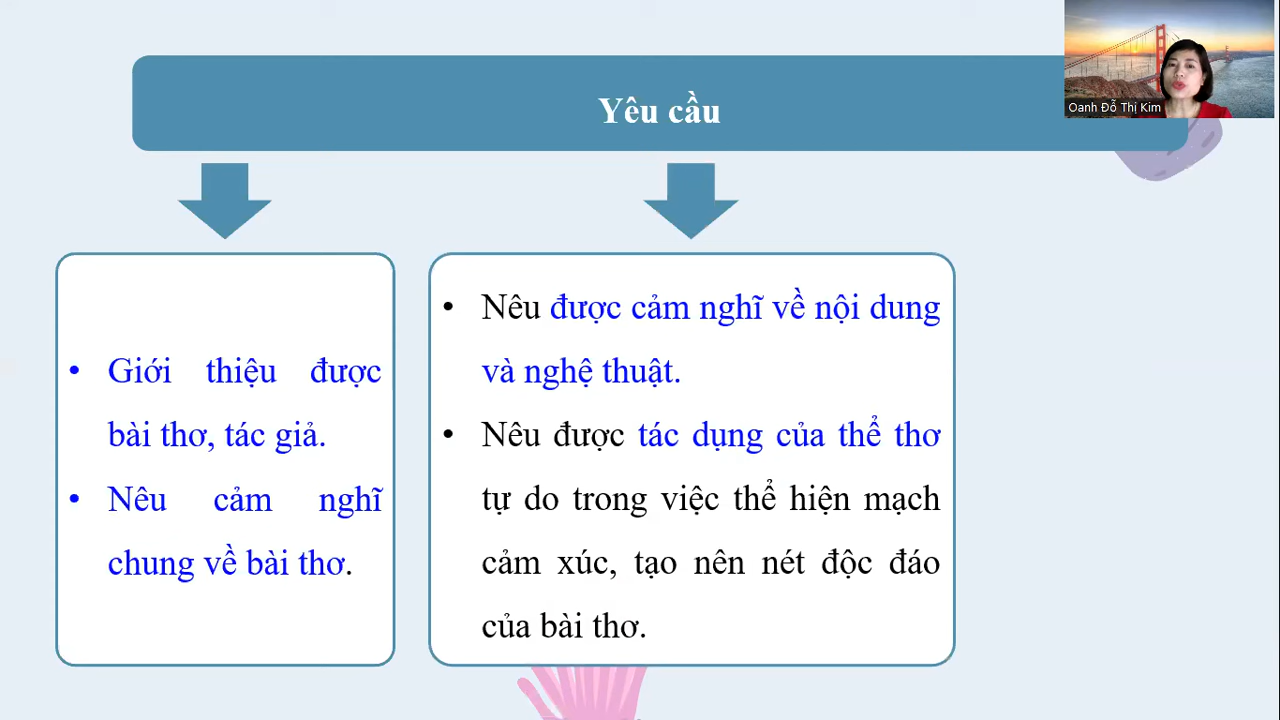 Yêu cầu
Oanh Đỗ Thị Kim
• Giới thiệu được
bài thơ, tác giả.
• Nêu cảm nghĩ
chung về bài thơ.
• Nêu được cảm nghĩ về nội dung
và nghệ thuật.
• Nêu được tác dụng của thể thơ
tự do trong việc thể hiện mạch
cảm xúc, tạo nên nét độc đáo
của bài thơ.